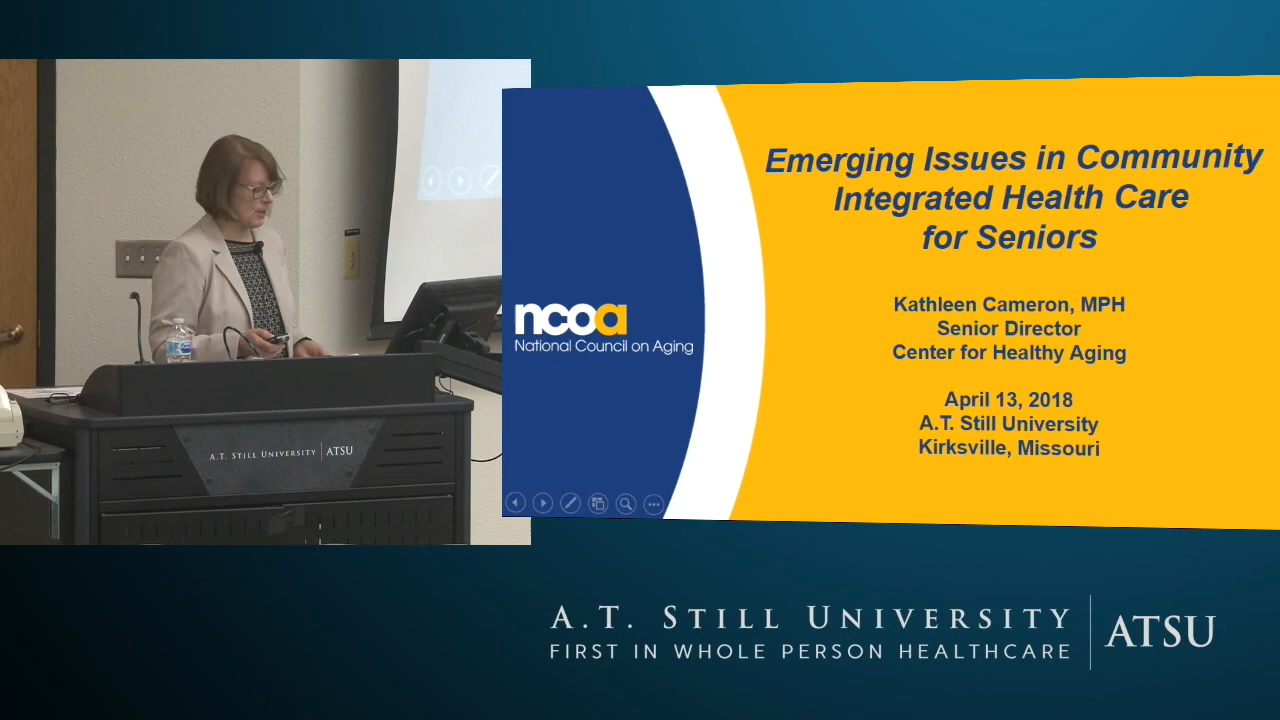 Emerging Issues in Community
Integrated Health Care
for Seniors
ncoa
National Council on Aging
Kathleen Cameron, MPH
Senior Director
Center for Healthy Aging
April 13, 2018
A.T. Still University
Kirksville, Missouri
A.T. STILL UNIVERSITY | ATSU
A.T. STILL UNIVERSITY | ATSU
FIRST IN WHOLE PERSON HEALTHCARE